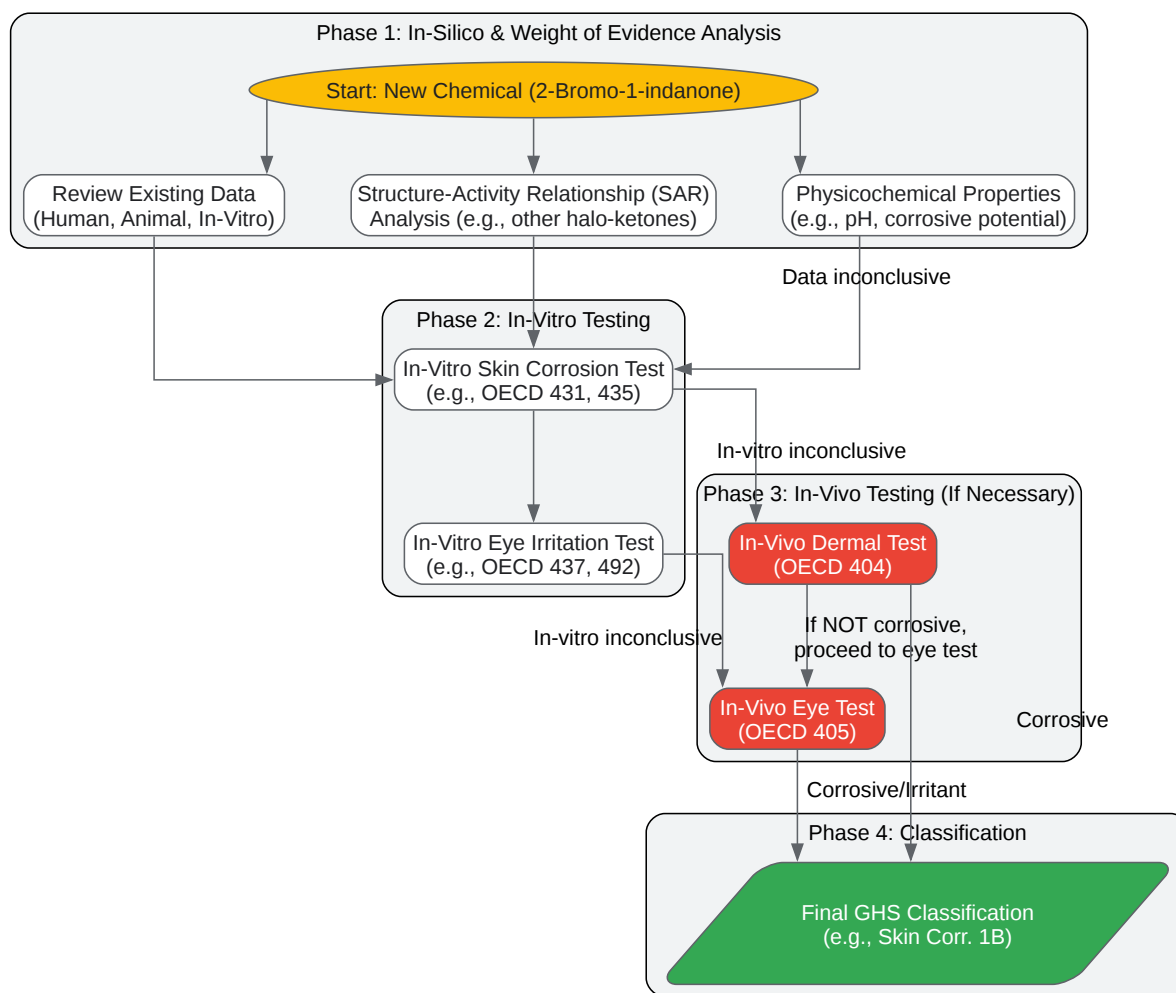 Phase 1: In-Silico & Weight of Evidence Analysis
Start: New Chemical (2-Bromo-1-indanone)
Review Existing Data
(Human, Animal, In-Vitro)
Structure-Activity Relationship (SAR)
Analysis (e.g., other halo-ketones)
Physicochemical Properties
(e.g., pH, corrosive potential)
Data inconclusive
Phase 2: In-Vitro Testing
In-Vitro Skin Corrosion Test
(e.g., OECD 431, 435)
In-vitro inconclusive
Phase 3: In-Vivo Testing (If Necessary)
In-Vitro Eye Irritation Test
(e.g., OECD 437, 492)
In-Vivo Dermal Test
(OECD 404)
In-vitro inconclusive
If NOT corrosive,
proceed to eye test
In-Vivo Eye Test
(OECD 405)
Corrosive
Corrosive/Irritant
Phase 4: Classification
Final GHS Classification
(e.g., Skin Corr. 1B)